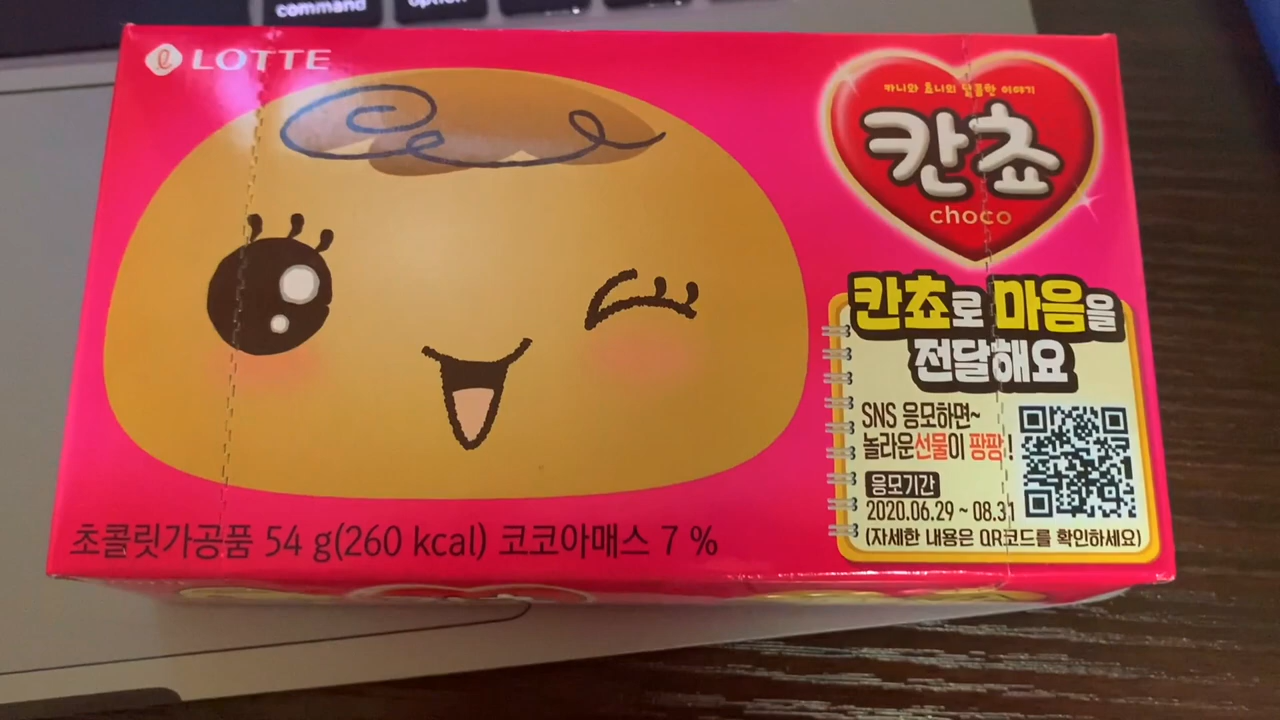 command
option
LOTTE
카니와 쵸니의 달콤한 이야기
칸쵸
choco
칸쵸로 마음을
전달해요
SNS 응모하면~
놀라운선물이 팡팡!
응모기간
2020.06.29 ~ 08.31
(자세한 내용은 QR코드를 확인하세요)
초콜릿가공품 54 g(260 kcal) 코코아매스 7 %